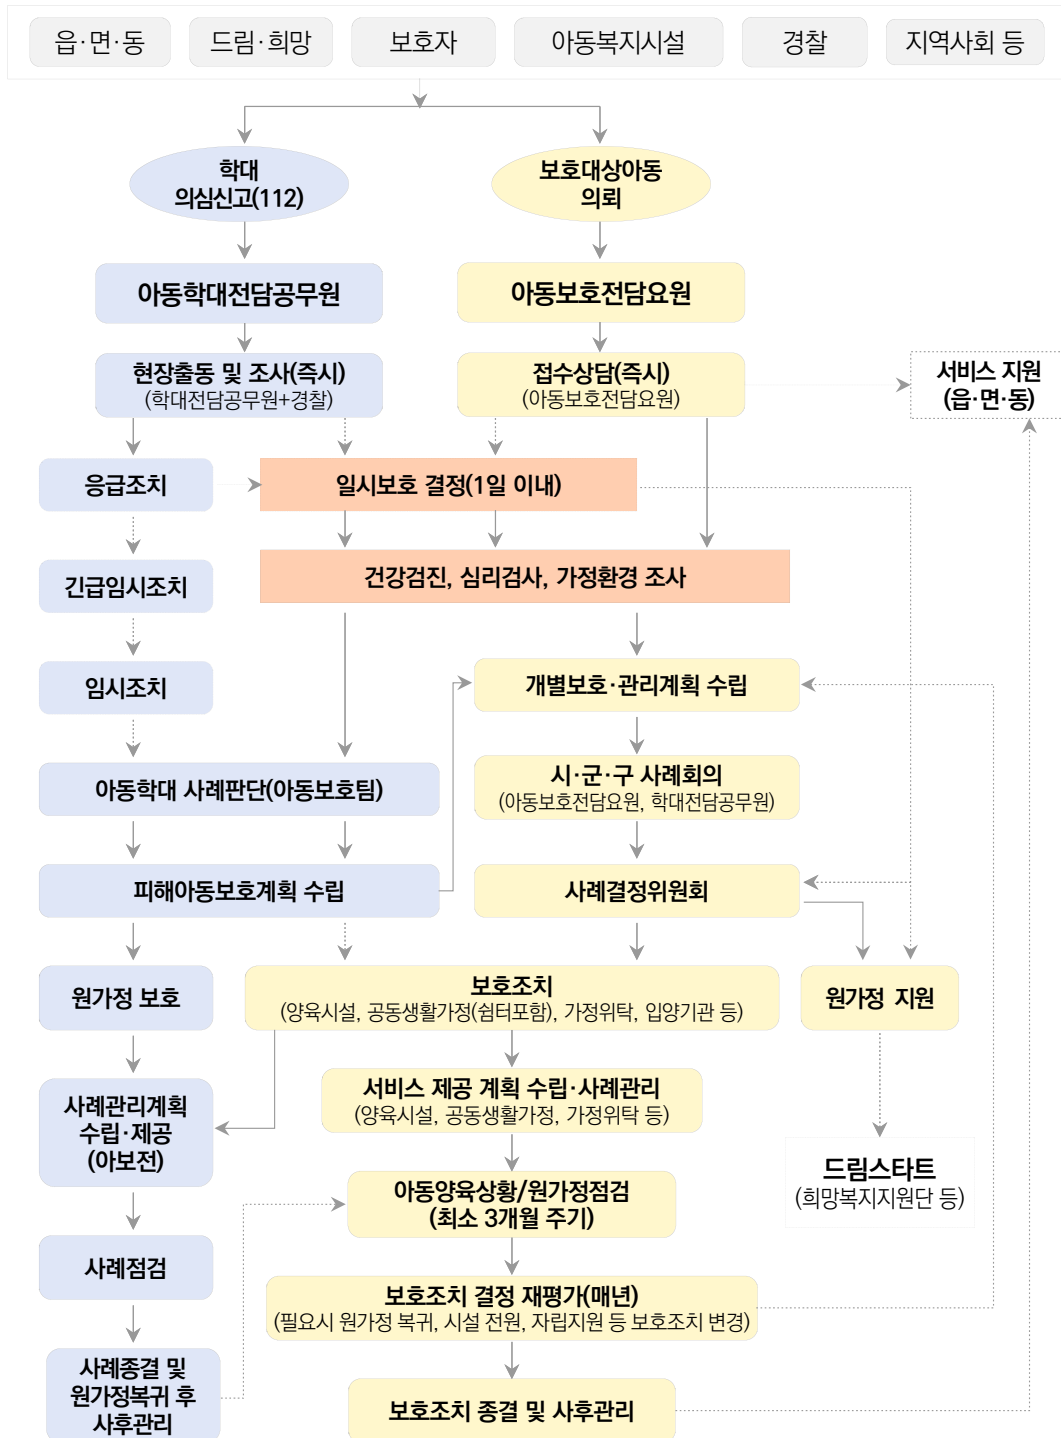 읍·면·동
드림·희망
보호자
아동복지시설
경찰
지역사회 등
학대
의심신고(112)
보호대상아동
의뢰
아동학대전담공무원
아동보호전담요원
현장출동 및 조사(즉시)
(학대전담공무원+경찰)
접수상담(즉시)
(아동보호전담요원)
서비스 지원
(읍·면·동)
응급조치
일시보호 결정(1일 이내)
긴급임시조치
건강검진, 심리검사, 가정환경 조사
임시조치
개별보호·관리계획 수립
아동학대 사례판단(아동보호팀)
시·군·구 사례회의
(아동보호전담요원, 학대전담공무원)
피해아동보호계획 수립
사례결정위원회
원가정 보호
보호조치
(양육시설, 공동생활가정(쉼터포함), 가정위탁, 입양기관 등)
원가정 지원
사례관리계획
수립·제공
(아보전)
서비스 제공 계획 수립·사례관리
(양육시설, 공동생활가정, 가정위탁 등)
드림스타트
(희망복지지원단 등)
아동양육상황/원가정점검
(최소 3개월 주기)
사례점검
보호조치 결정 재평가(매년)
(필요시 원가정 복귀, 시설 전원, 자립지원 등 보호조치 변경)
사례종결 및
원가정복귀 후
사후관리
보호조치 종결 및 사후관리